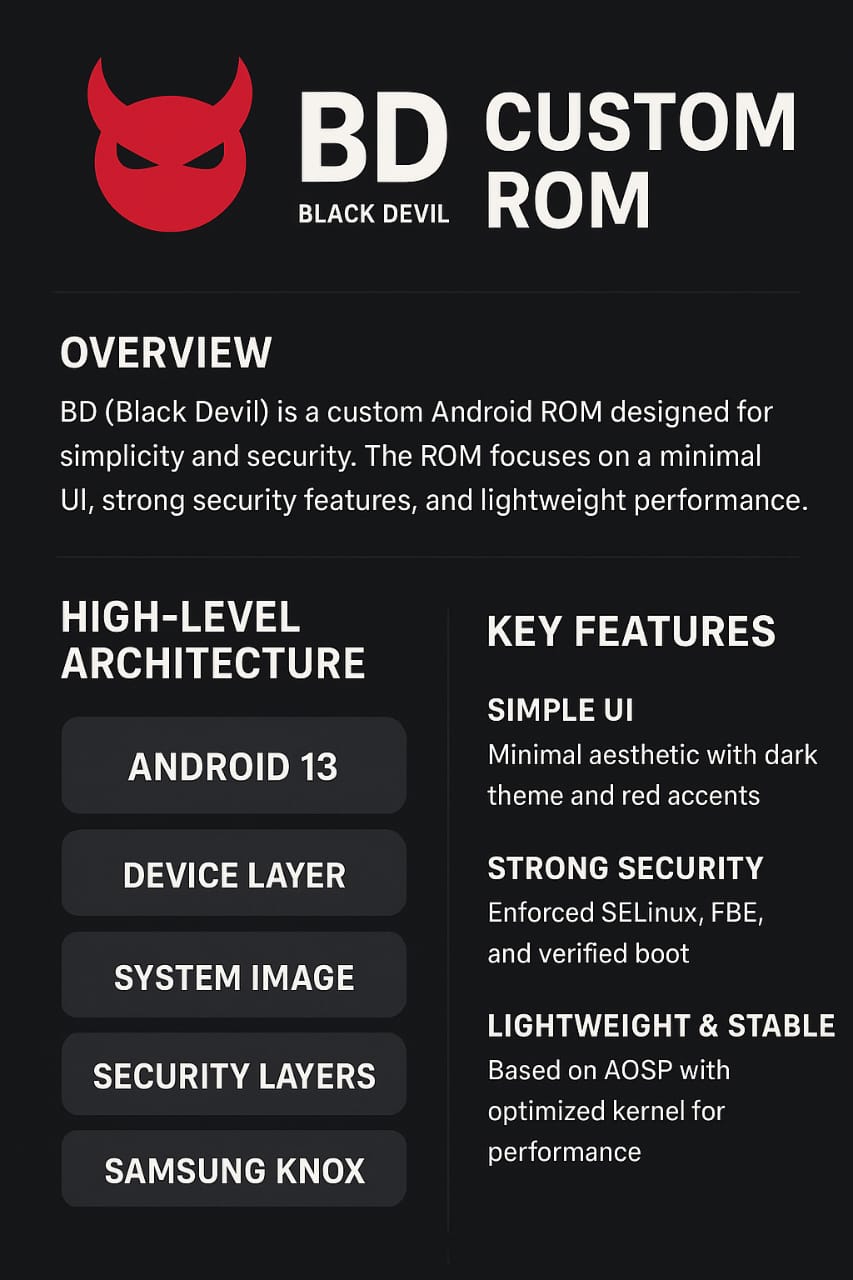 BD
BLACK DEVIL
CUSTOM
ROM
OVERVIEW
BD (Black Devil) is a custom Android ROM designed for
simplicity and security. The ROM focuses on a minimal
UI, strong security features, and lightweight performance.
HIGH-LEVEL
ARCHITECTURE
ANDROID 13
DEVICE LAYER
SYSTEM IMAGE
SECURITY LAYERS
SAMSUNG KNOX
KEY FEATURES
SIMPLE UI
Minimal aesthetic with dark
theme and red accents
STRONG SECURITY
Enforced SELinux, FBE,
and verified boot
LIGHTWEIGHT & STABLE
Based on AOSP with
optimized kernel for
performance